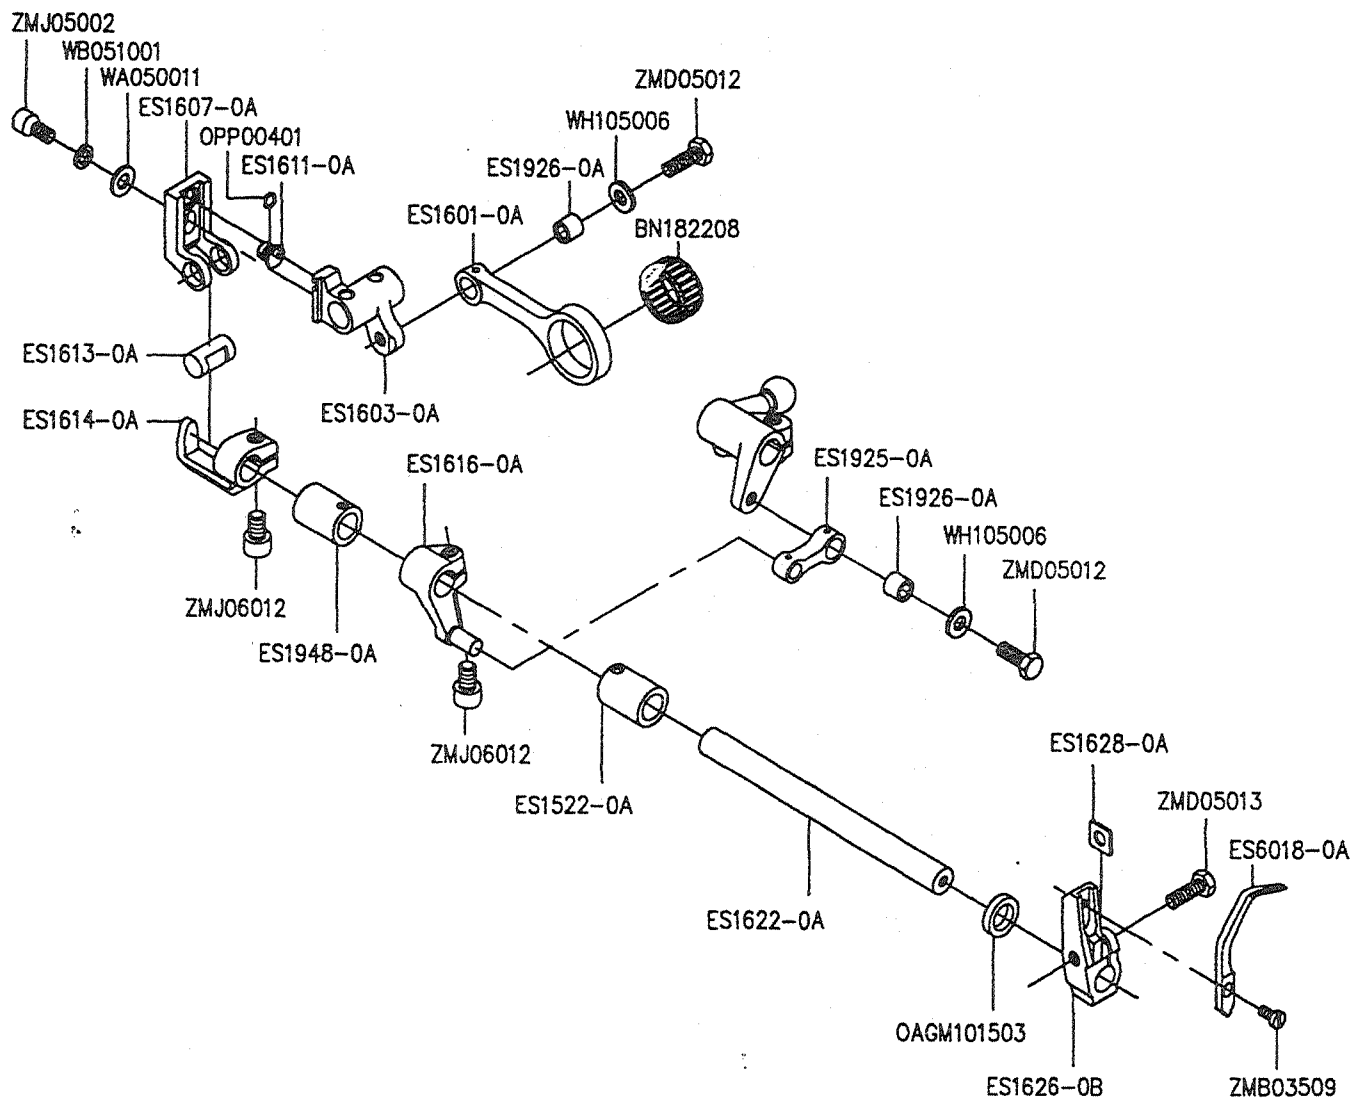 ZMJ05002
WB051001
WA050011
ES1607-0A
OPP00401
ES1611-0A
ZMD05012
WH105006
ES1926-0A
ES1601-0A
BN182208
ES1613-0A
ES1603-0A
ES1614-0A
ES1616-0A
ES1925-0A
ES1926-0A
WH105006
ZMD05012
ZMJ06012
ES1948-0A
ZMJ06012
ES1522-0A
ES1628-0A
ZMD05013
ES6018-0A
ES1622-0A
OAGM101503
ES1626-0B
ZMB03509